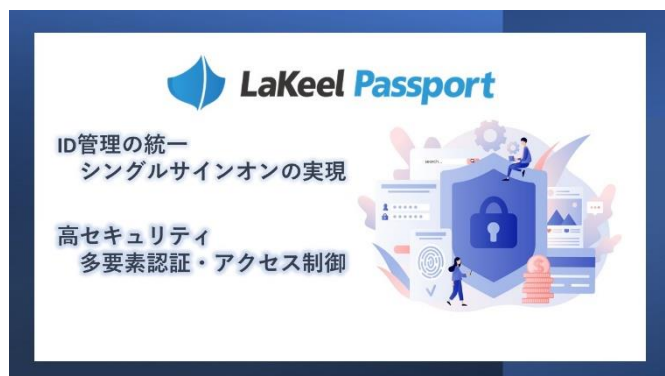 LaKeel Passport
ID管理の統一
シングルサインオンの実現
高セキュリティ
多要素認証・アクセス制御